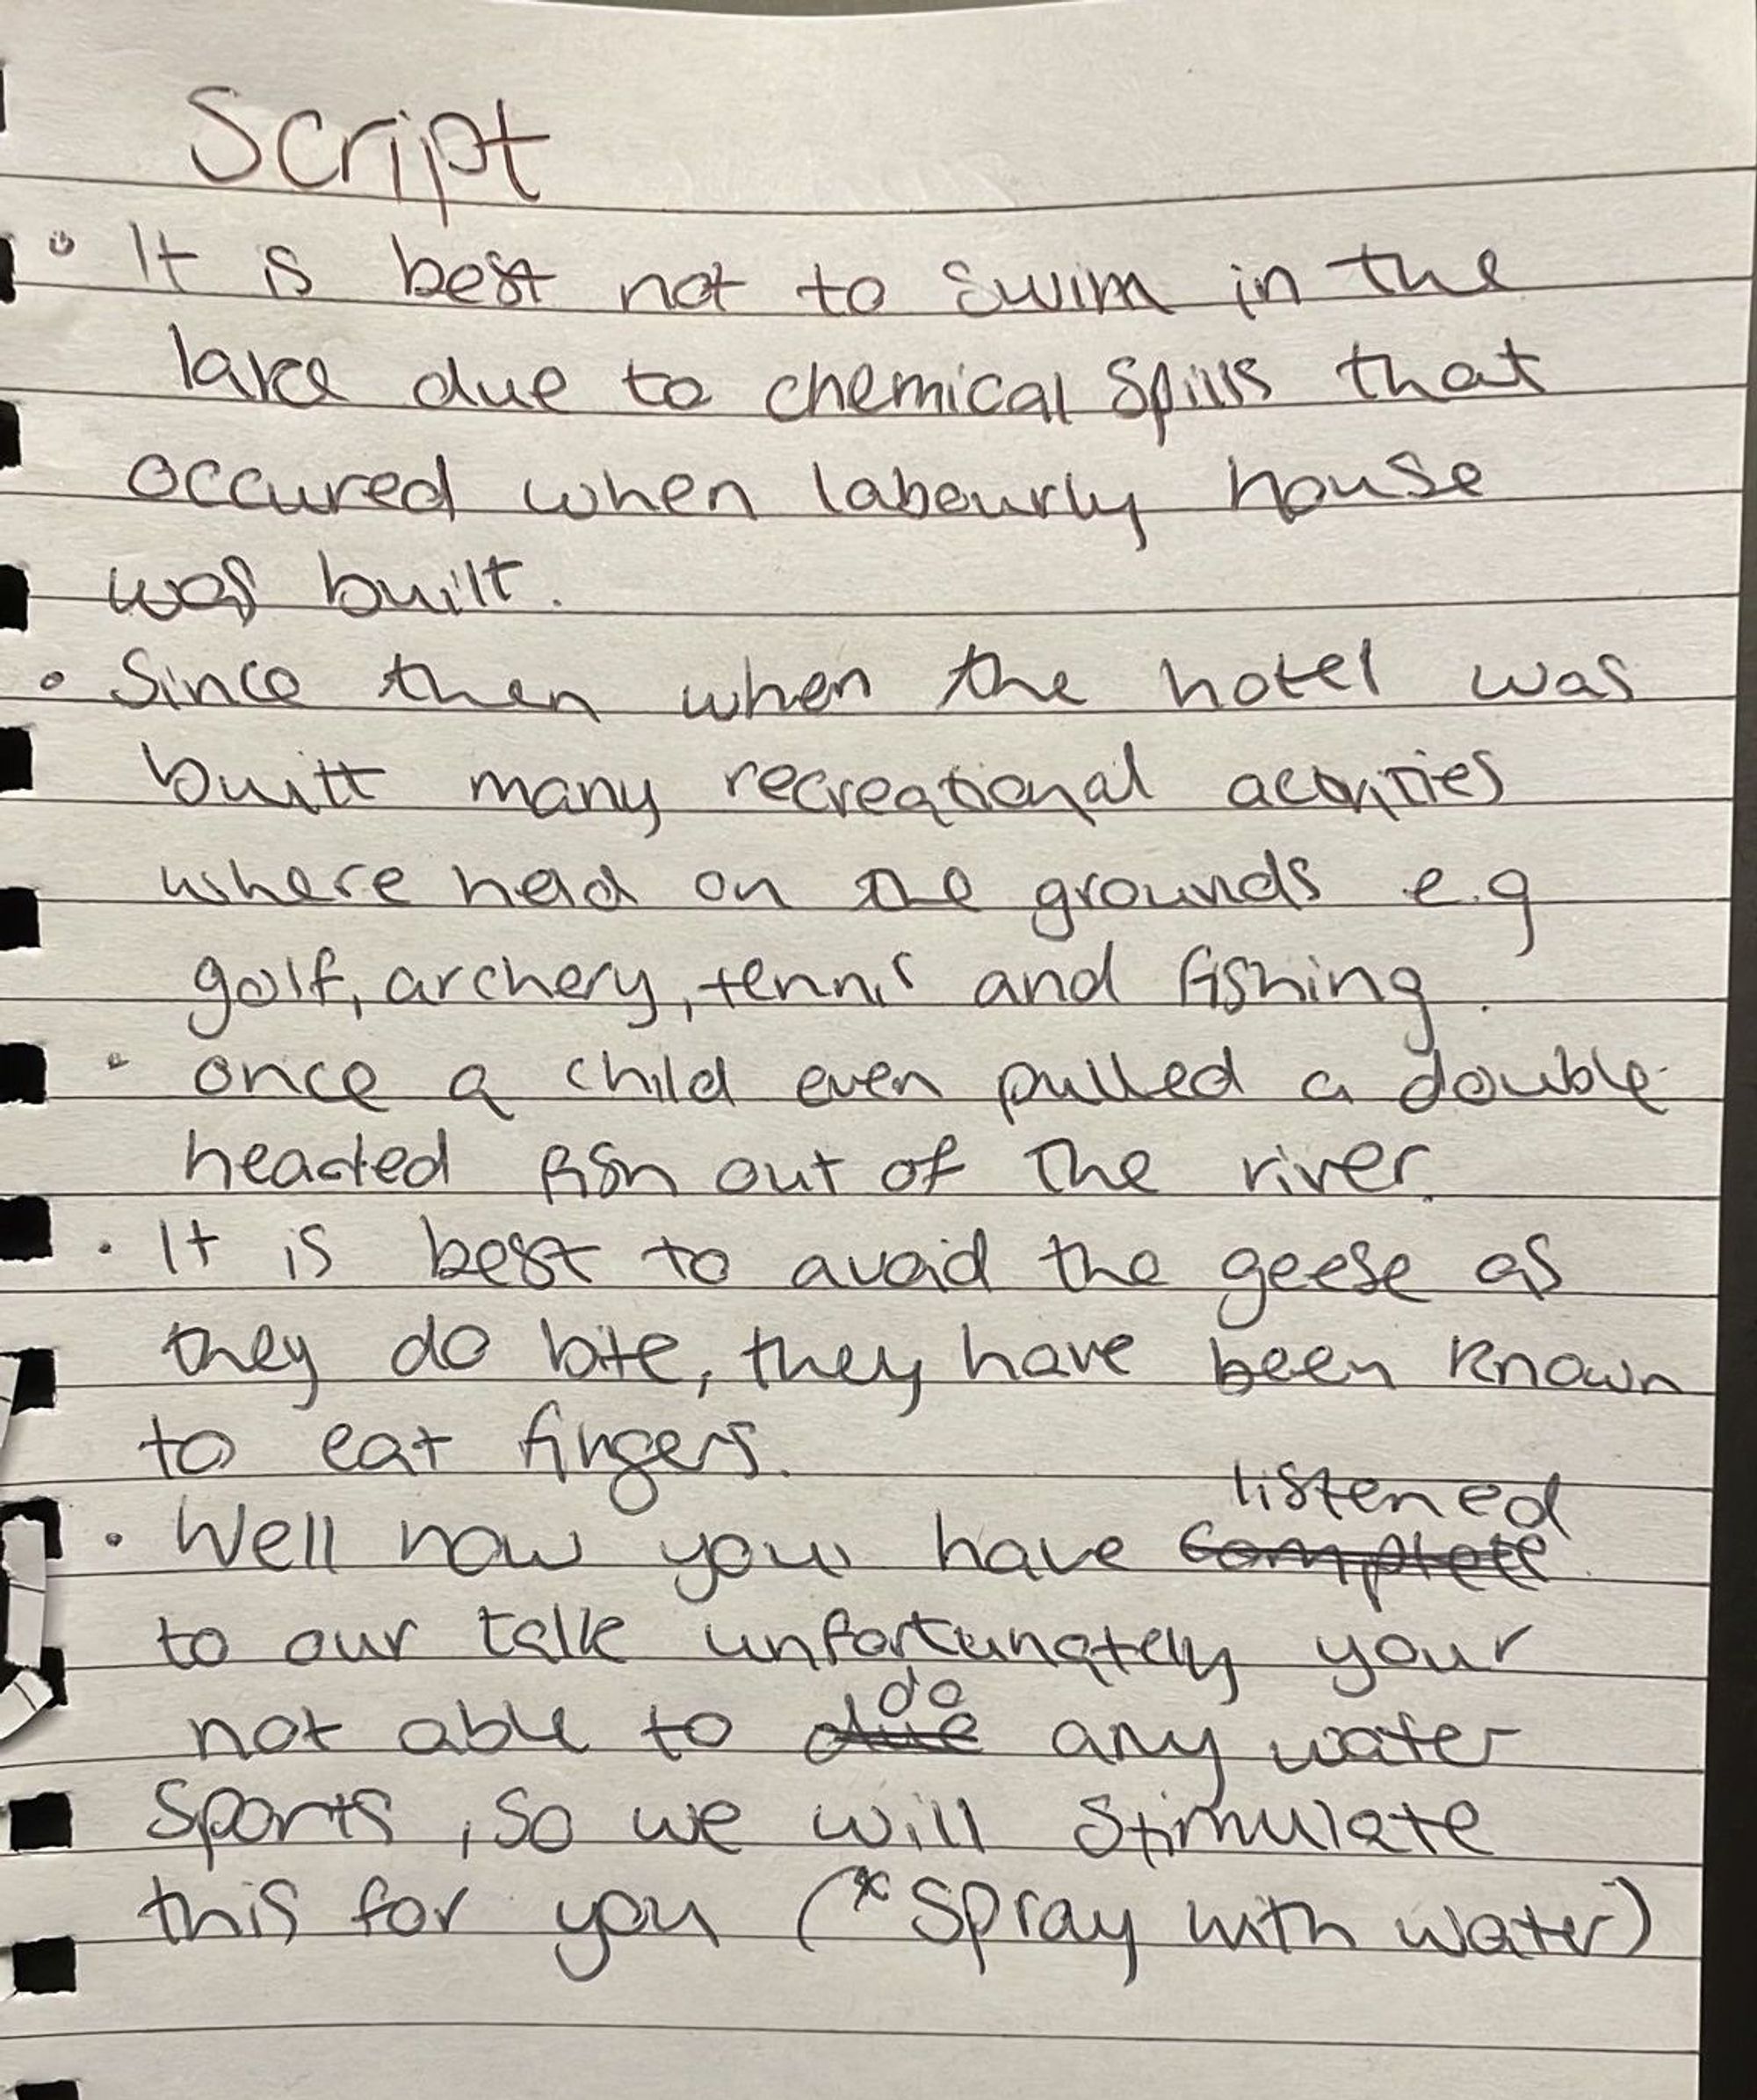 Script
• It is best not to swim in the
lake due to chemical spills that
occured when labourly house
was built.
• Since then when the hotel was
built many recreational activities
where held on the grounds e.g
golf, archery, tennis and fishing.
• once a child even pulled a double
headed fish out of the river.
• It is best to avoid the geese as
they do bite, they have been known
to eat fingers.
listened
• Well now you have complete
to our talk unfortunately your
do
not able to due any water
sports, so we will stimulate
this for you (*Spray with water)